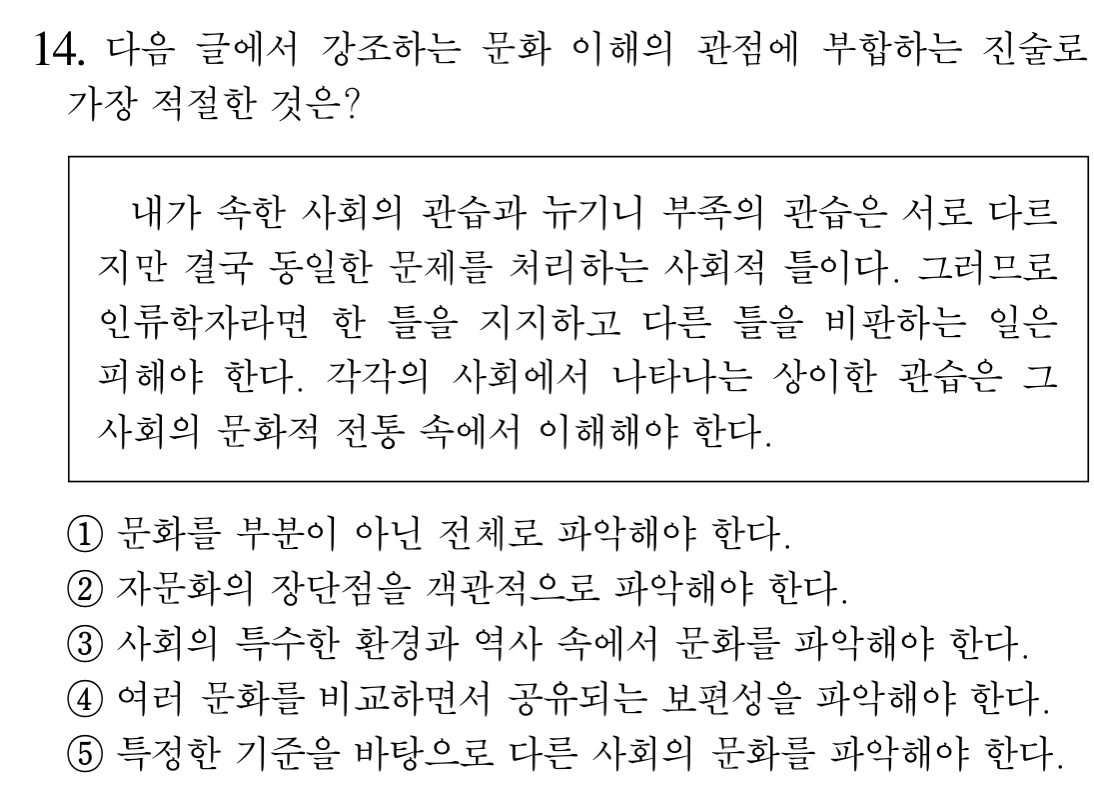 14. 다음 글에서 강조하는 문화 이해의 관점에 부합하는 진술로
가장 적절한 것은?
내가 속한 사회의 관습과 뉴기니 부족의 관습은 서로 다르
지만 결국 동일한 문제를 처리하는 사회적 틀이다. 그러므로
인류학자라면 한 틀을 지지하고 다른 틀을 비판하는 일은
피해야 한다. 각각의 사회에서 나타나는 상이한 관습은 그
사회의 문화적 전통 속에서 이해해야 한다.
① 문화를 부분이 아닌 전체로 파악해야 한다.
② 자문화의 장단점을 객관적으로 파악해야 한다.
③ 사회의 특수한 환경과 역사 속에서 문화를 파악해야 한다.
④ 여러 문화를 비교하면서 공유되는 보편성을 파악해야 한다.
⑤ 특정한 기준을 바탕으로 다른 사회의 문화를 파악해야 한다.